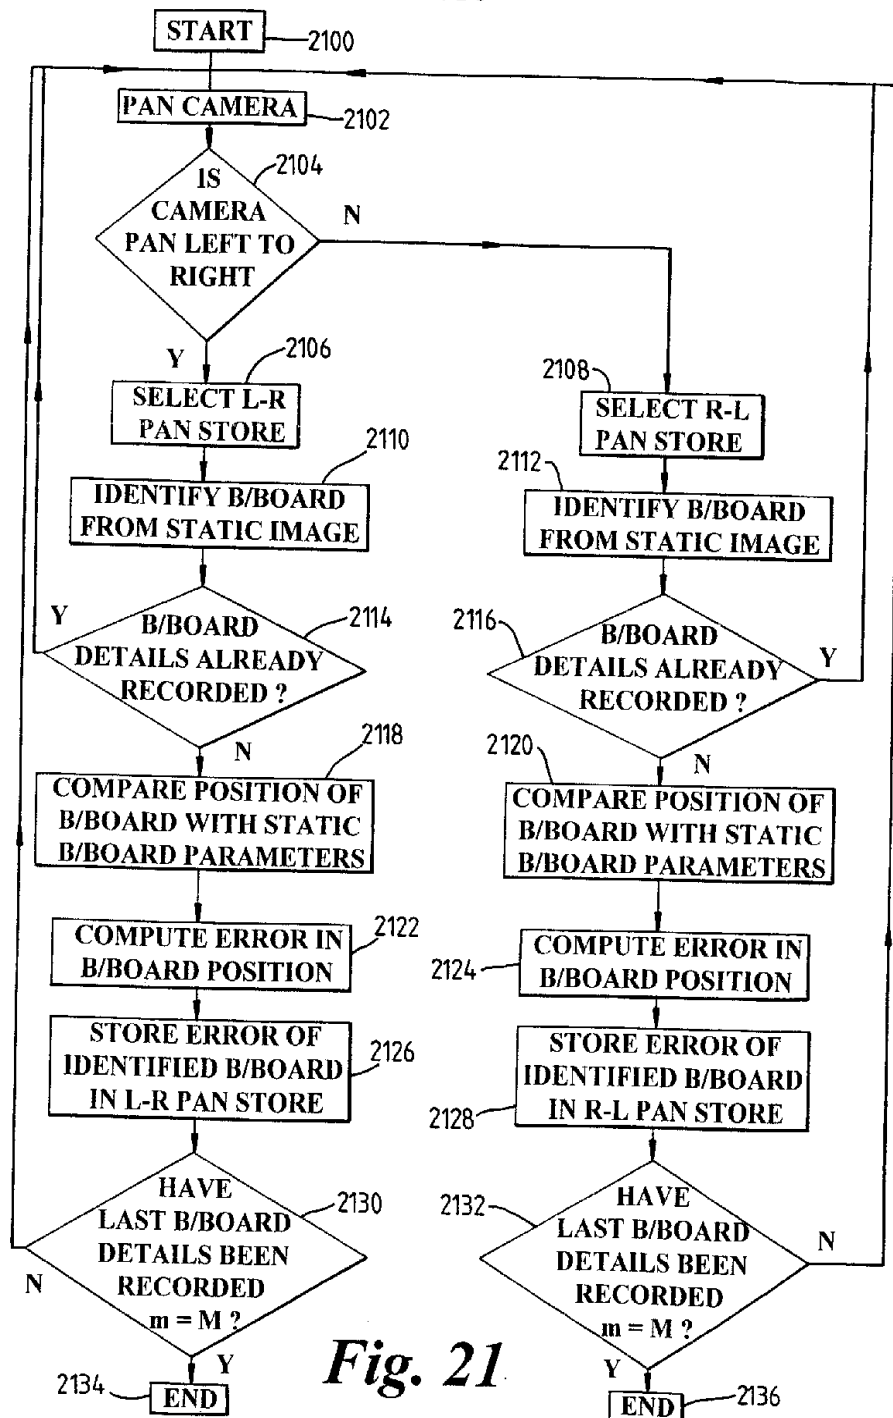 START
2100
PAN CAMERA
2102
2104
IS
CAMERA
PAN LEFT TO
RIGHT
N
Y
2106
SELECT L-R
PAN STORE
2108
SELECT R-L
PAN STORE
2110
IDENTIFY B/BOARD
FROM STATIC IMAGE
2112
IDENTIFY B/BOARD
FROM STATIC IMAGE
Y
2114
B/BOARD
DETAILS ALREADY
RECORDED ?
N
2116
B/BOARD
DETAILS ALREADY
RECORDED ?
Y
N
2118
COMPARE POSITION OF
B/BOARD WITH STATIC
B/BOARD PARAMETERS
2120
COMPARE POSITION OF
B/BOARD WITH STATIC
B/BOARD PARAMETERS
COMPUTE ERROR IN
B/BOARD POSITION
2122
COMPUTE ERROR IN
B/BOARD POSITION
2124
STORE ERROR OF
IDENTIFIED B/BOARD
IN L-R PAN STORE
2126
STORE ERROR OF
IDENTIFIED B/BOARD
IN R-L PAN STORE
2128
HAVE
LAST B/BOARD
DETAILS BEEN
RECORDED
m = M ?
2130
N
Y
2132
HAVE
LAST B/BOARD
DETAILS BEEN
RECORDED
m = M ?
N
Y
2134
END
Fig. 21
END
2136